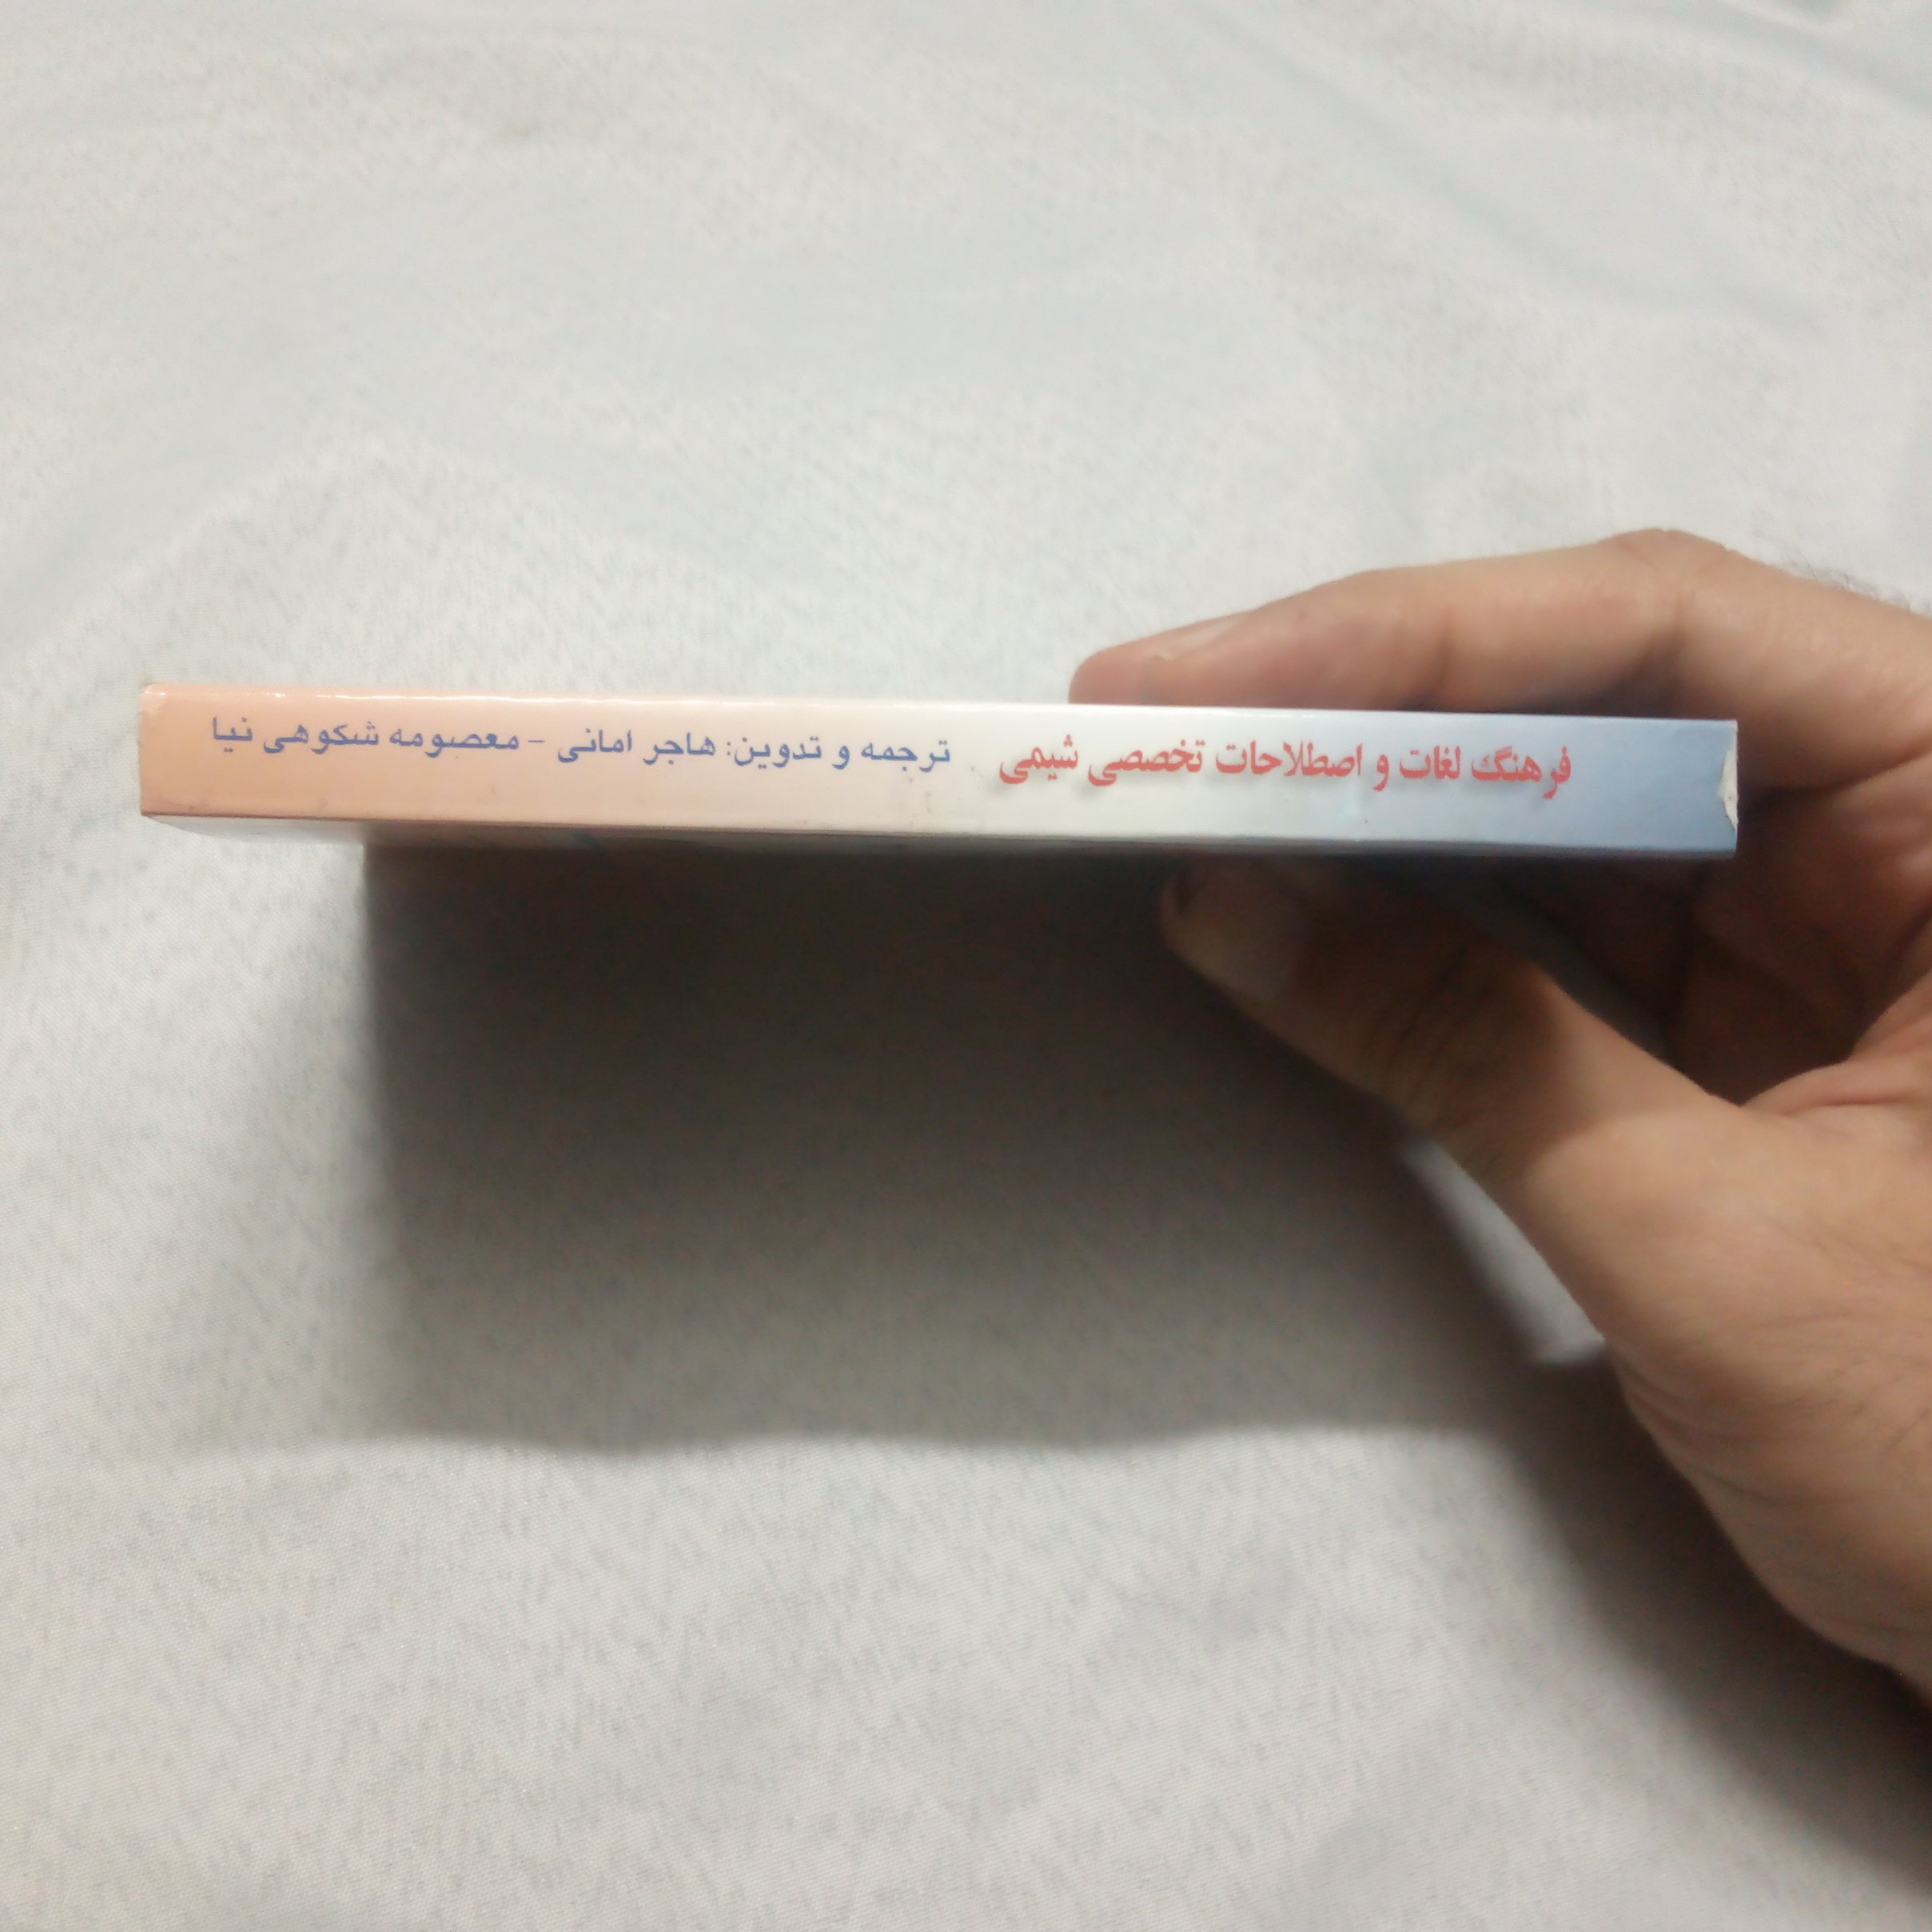 فرهنگ لغات و اصطلاحات تخصصی شیمی ترجمه و تدوین: هاجر امانی - معصومه شکوهی نیا